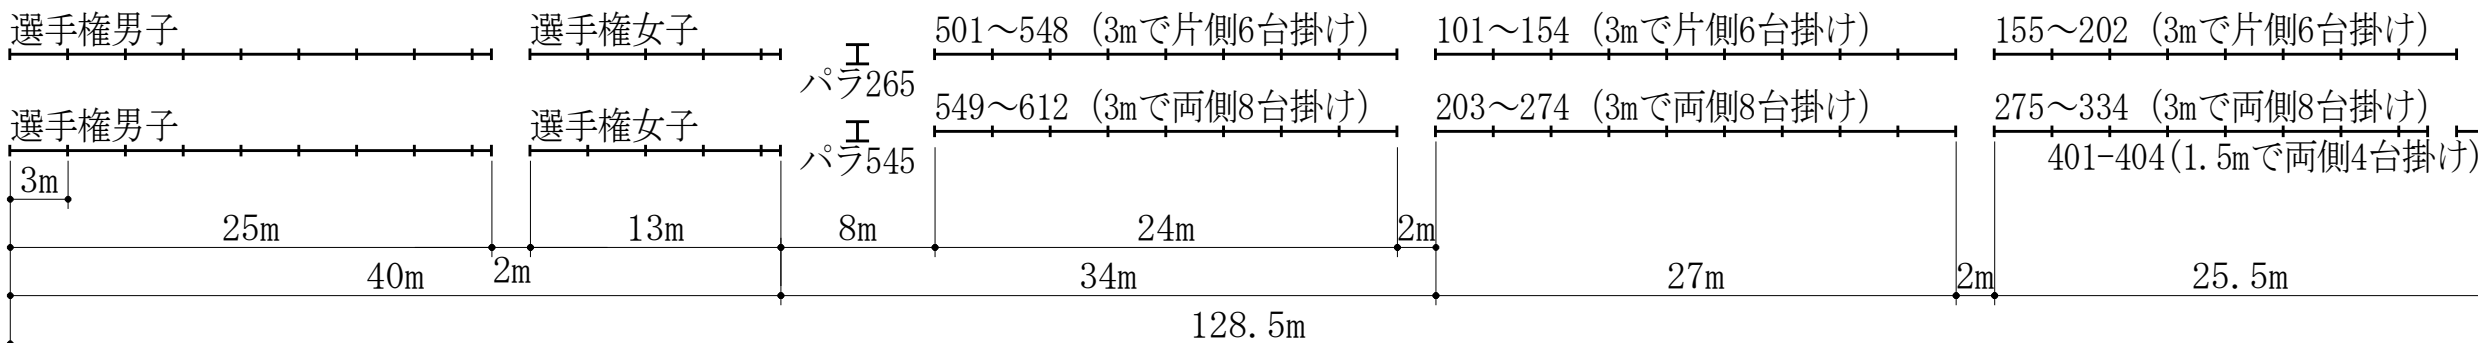 選手権男子
選手権女子
501～548 (3mで片側6台掛け)
101～154 (3mで片側6台掛け)
155～202 (3mで片側6台掛け)
パラ265
選手権男子
選手権女子
549～612 (3mで両側8台掛け)
203～274 (3mで両側8台掛け)
275～334 (3mで両側8台掛け)
パラ545
401-404(1.5mで両側4台掛け)
3m
25m
13m
8m
24m
2m
40m
2m
34m
27m
2m
25.5m
128.5m